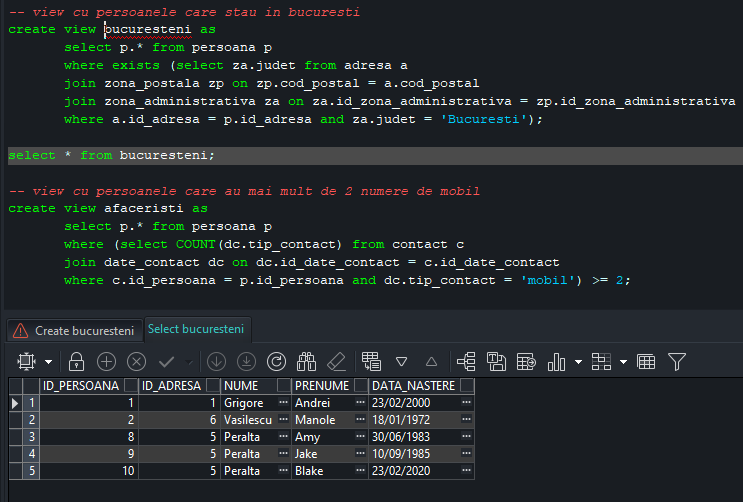 -- view cu persoanele care stau in bucuresti
create view bucuresteni as
select p.* from persoana p
where exists (select za.judet from adresa a
join zona_postala zp on zp.cod_postal = a.cod_postal
join zona_administrativa za on za.id_zona_administrativa = zp.id_zona_administrativa
where a.id_adresa = p.id_adresa and za.judet = 'Bucuresti');
select * from bucuresteni;
-- view cu persoanele care au mai mult de 2 numere de mobil
create view afaceristi as
select p.* from persoana p
where (select COUNT(dc.tip_contact) from contact c
join date_contact dc on dc.id_date_contact = c.id_date_contact
where c.id_persoana = p.id_persoana and dc.tip_contact = 'mobil') >= 2;
Create bucuresteni Select bucuresteni
ID_PERSOANA ID_ADRESA NUME PRENUME DATA_NASTERE
1 1 1 Grigore Andrei 23/02/2000
2 2 6 Vasilescu Manole 18/01/1972
3 8 5 Peralta Amy 30/06/1983
4 9 5 Peralta Jake 10/09/1985
5 10 5 Peralta Blake 23/02/2020